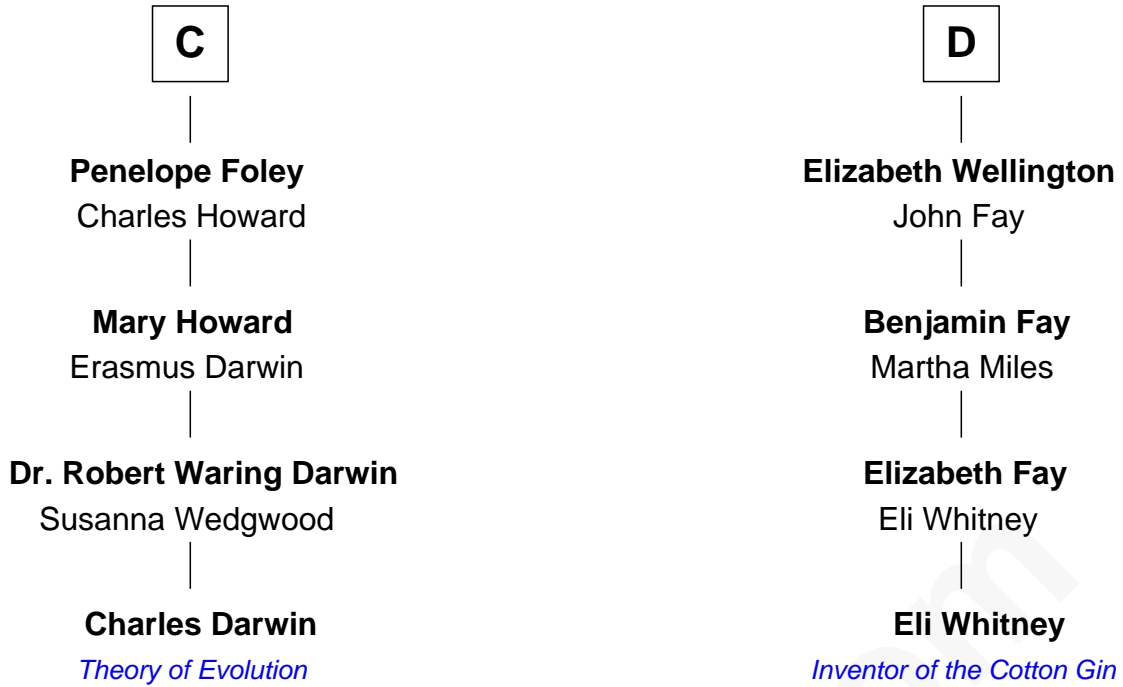 C
Penelope Foley
Charles Howard
Mary Howard
Erasmus Darwin
Dr. Robert Waring Darwin
Susanna Wedgwood
Charles Darwin
Theory of Evolution
D
Elizabeth Wellington
John Fay
Benjamin Fay
Martha Miles
Elizabeth Fay
Eli Whitney
Eli Whitney
Inventor of the Cotton Gin